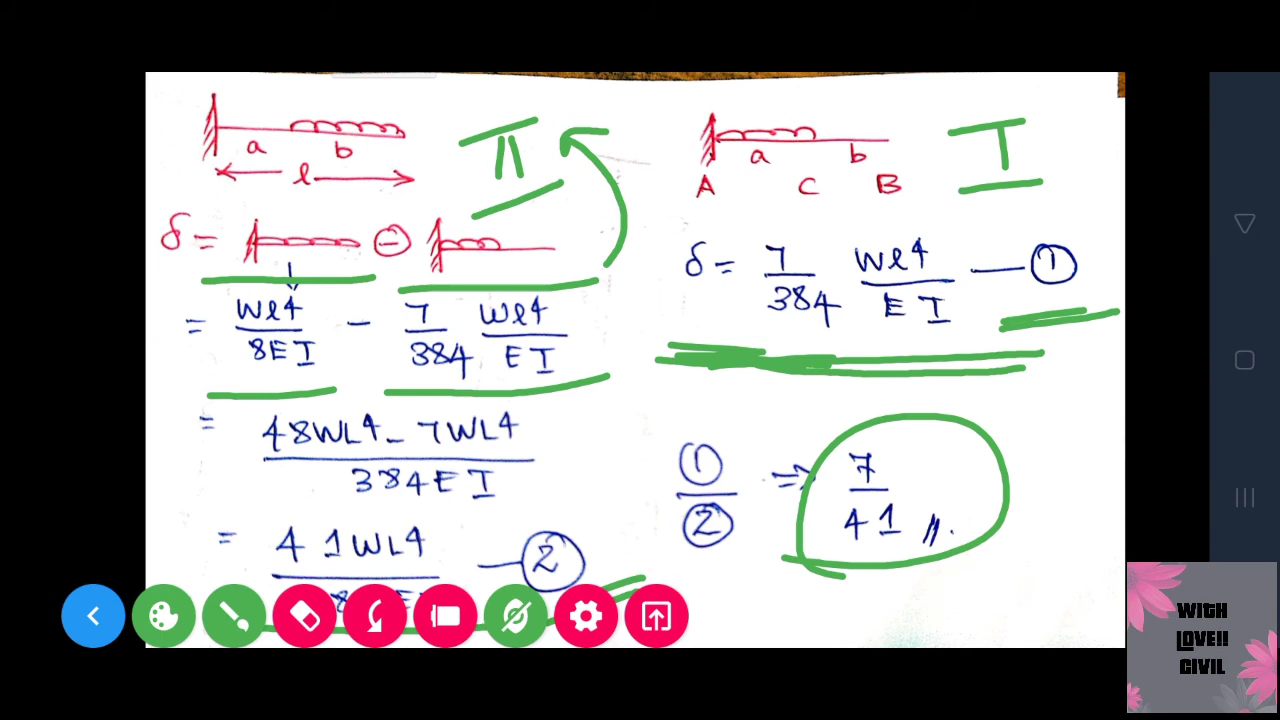 a b
l
II
δ = ⊖
= wl⁴/8EI − 7/384 wl⁴/EI
= 48WL⁴ − 7WL⁴/384EI
= 41WL⁴ — ②
a b
A C B
I
δ = 7/384 wl⁴/EI — ①
①/② ⇒ 7/41 //.
WITH
LOVEII
CIVIL